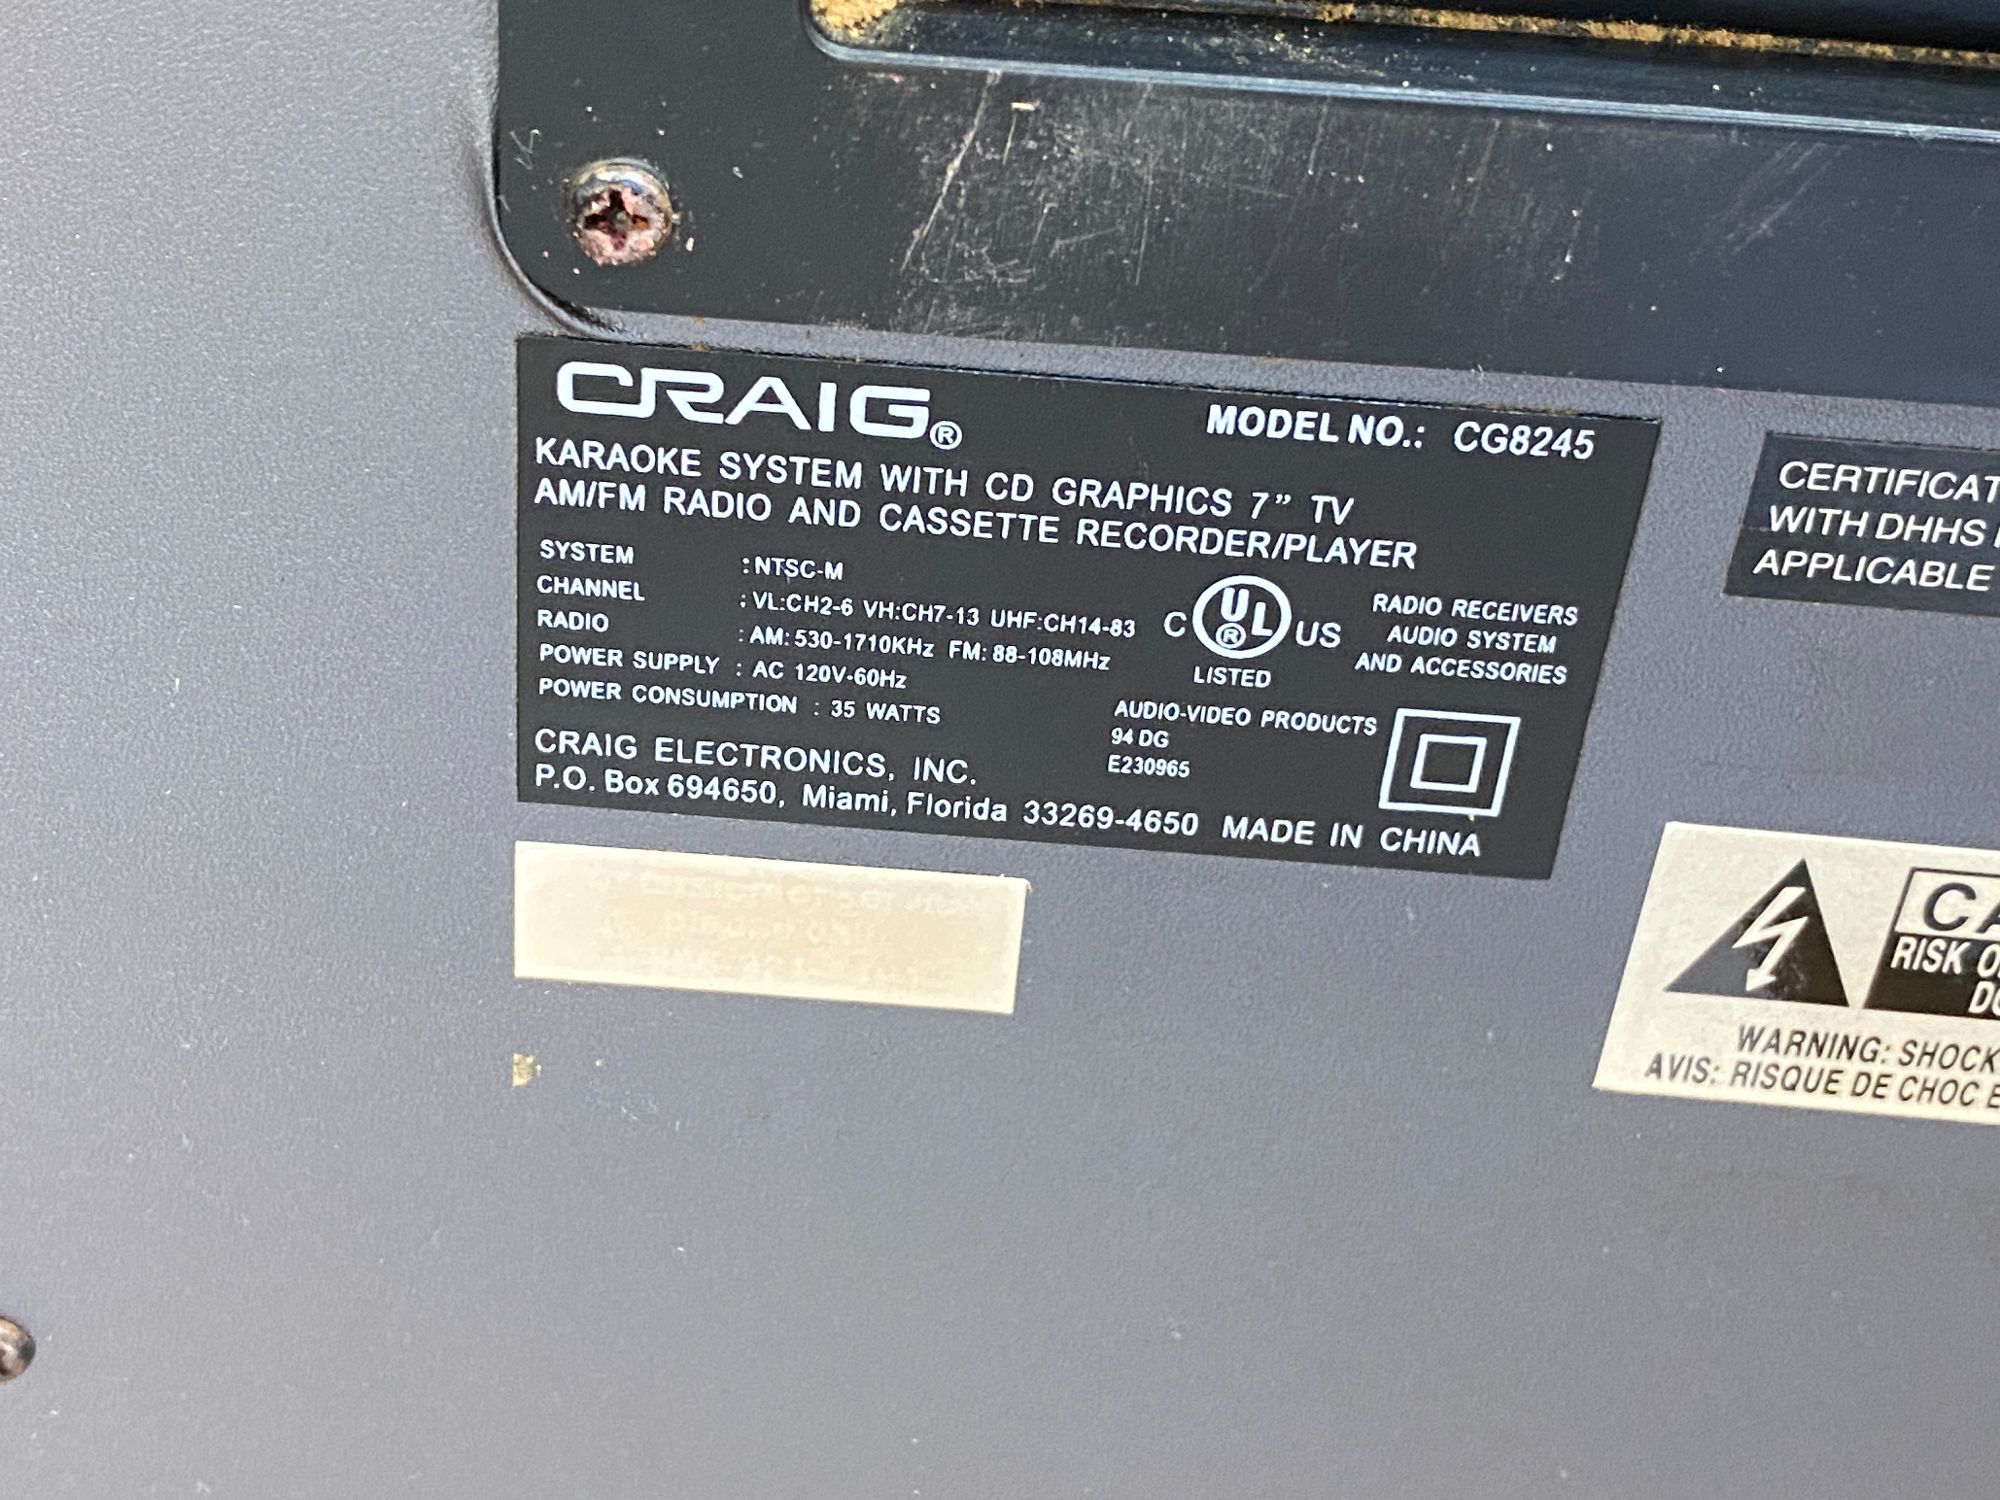 CRAIG®
MODEL NO.: CG8245
KARAOKE SYSTEM WITH CD GRAPHICS 7" TV
AM/FM RADIO AND CASSETTE RECORDER/PLAYER
SYSTEM : NTSC-M
CHANNEL : VL:CH2-6 VH:CH7-13 UHF:CH14-83
RADIO : AM: 530-1710KHz FM: 88-108MHz
POWER SUPPLY : AC 120V-60Hz
POWER CONSUMPTION : 35 WATTS
C UL® US
LISTED
RADIO RECEIVERS
AUDIO SYSTEM
AND ACCESSORIES
AUDIO-VIDEO PRODUCTS
94 DG
E230965
CRAIG ELECTRONICS, INC.
P.O. Box 694650, Miami, Florida 33269-4650 MADE IN CHINA
CERTIFICAT
WITH DHHS
APPLICABLE
CA
RISK O
DO
WARNING: SHOCK
AVIS: RISQUE DE CHOC E